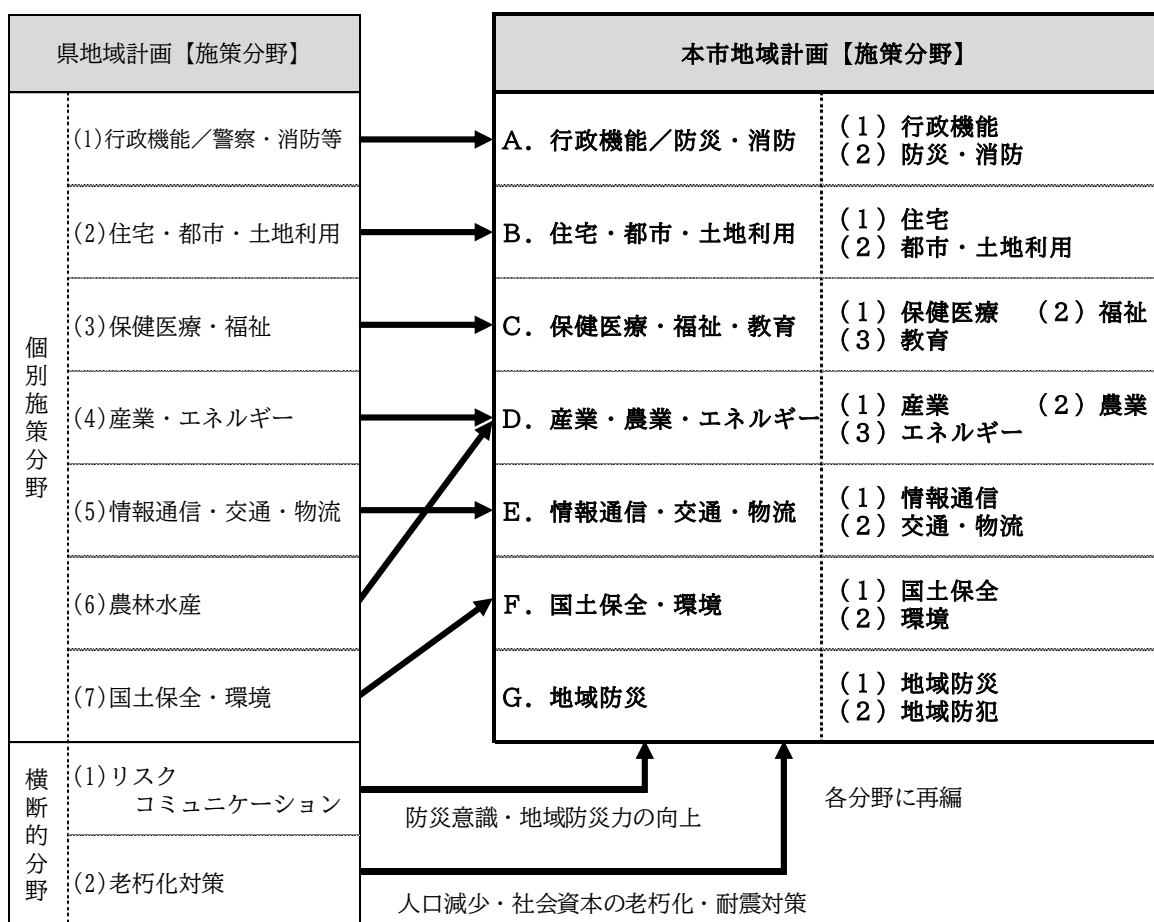 県地域計画【施策分野】
本市地域計画【施策分野】
個別施策分野
(1)行政機能／警察・消防等
A．行政機能／防災・消防
（１）行政機能
（２）防災・消防
(2)住宅・都市・土地利用
B．住宅・都市・土地利用
（１）住宅
（２）都市・土地利用
(3)保健医療・福祉
C．保健医療・福祉・教育
（１）保健医療　（２）福祉
（３）教育
(4)産業・エネルギー
D．産業・農業・エネルギー
（１）産業　（２）農業
（３）エネルギー
(5)情報通信・交通・物流
E．情報通信・交通・物流
（１）情報通信
（２）交通・物流
(6)農林水産
F．国土保全・環境
（１）国土保全
（２）環境
(7)国土保全・環境
G．地域防災
（１）地域防災
（２）地域防犯
横断的分野
(1)リスク
コミュニケーション
防災意識・地域防災力の向上
各分野に再編
(2)老朽化対策
人口減少・社会資本の老朽化・耐震対策